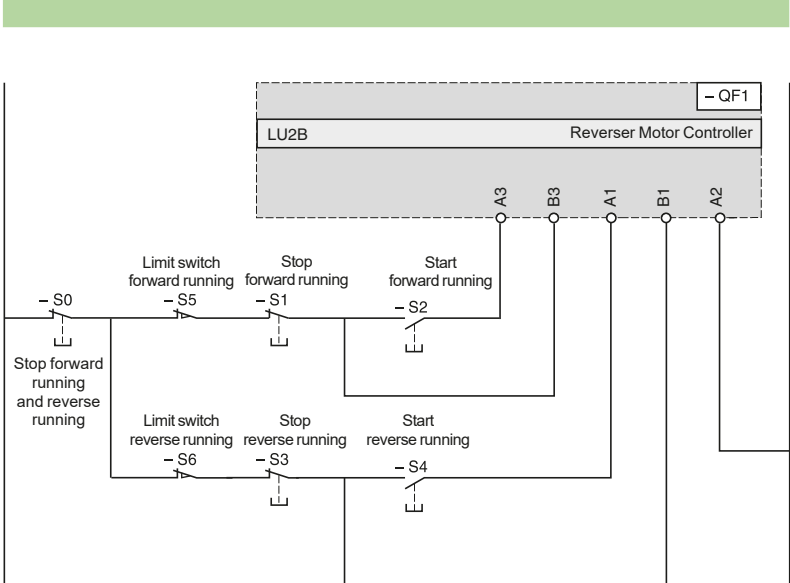 – QF1
LU2B Reverser Motor Controller
A3 B3 A1 B1 A2
Limit switch
forward running
Stop
forward running
Start
forward running
– S0
– S5
– S1
– S2
Stop forward
running
and reverse
running
Limit switch
reverse running
Stop
reverse running
Start
reverse running
– S6
– S3
– S4